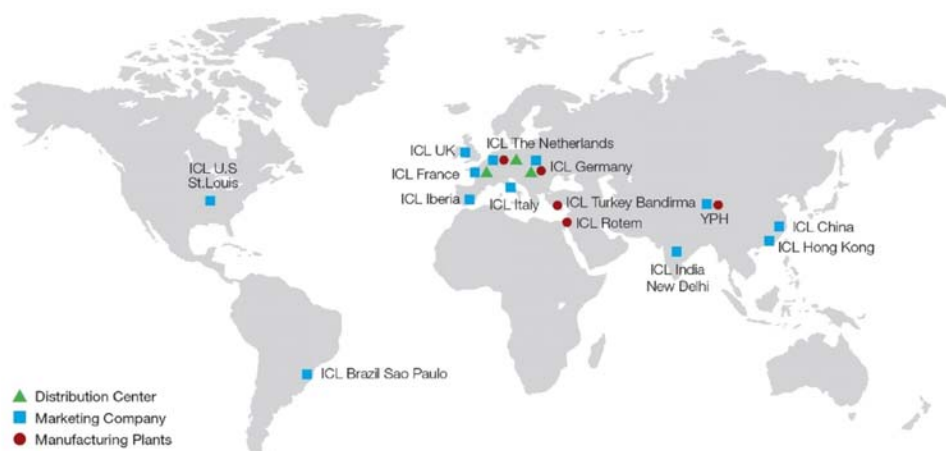 ICL U.S
St.Louis
ICL UK
ICL The Netherlands
ICL France
ICL Germany
ICL Iberia
ICL Italy
ICL Turkey Bandirma
ICL Rotem
YPH
ICL China
ICL Hong Kong
ICL India
New Delhi
ICL Brazil Sao Paulo
Distribution Center
Marketing Company
Manufacturing Plants